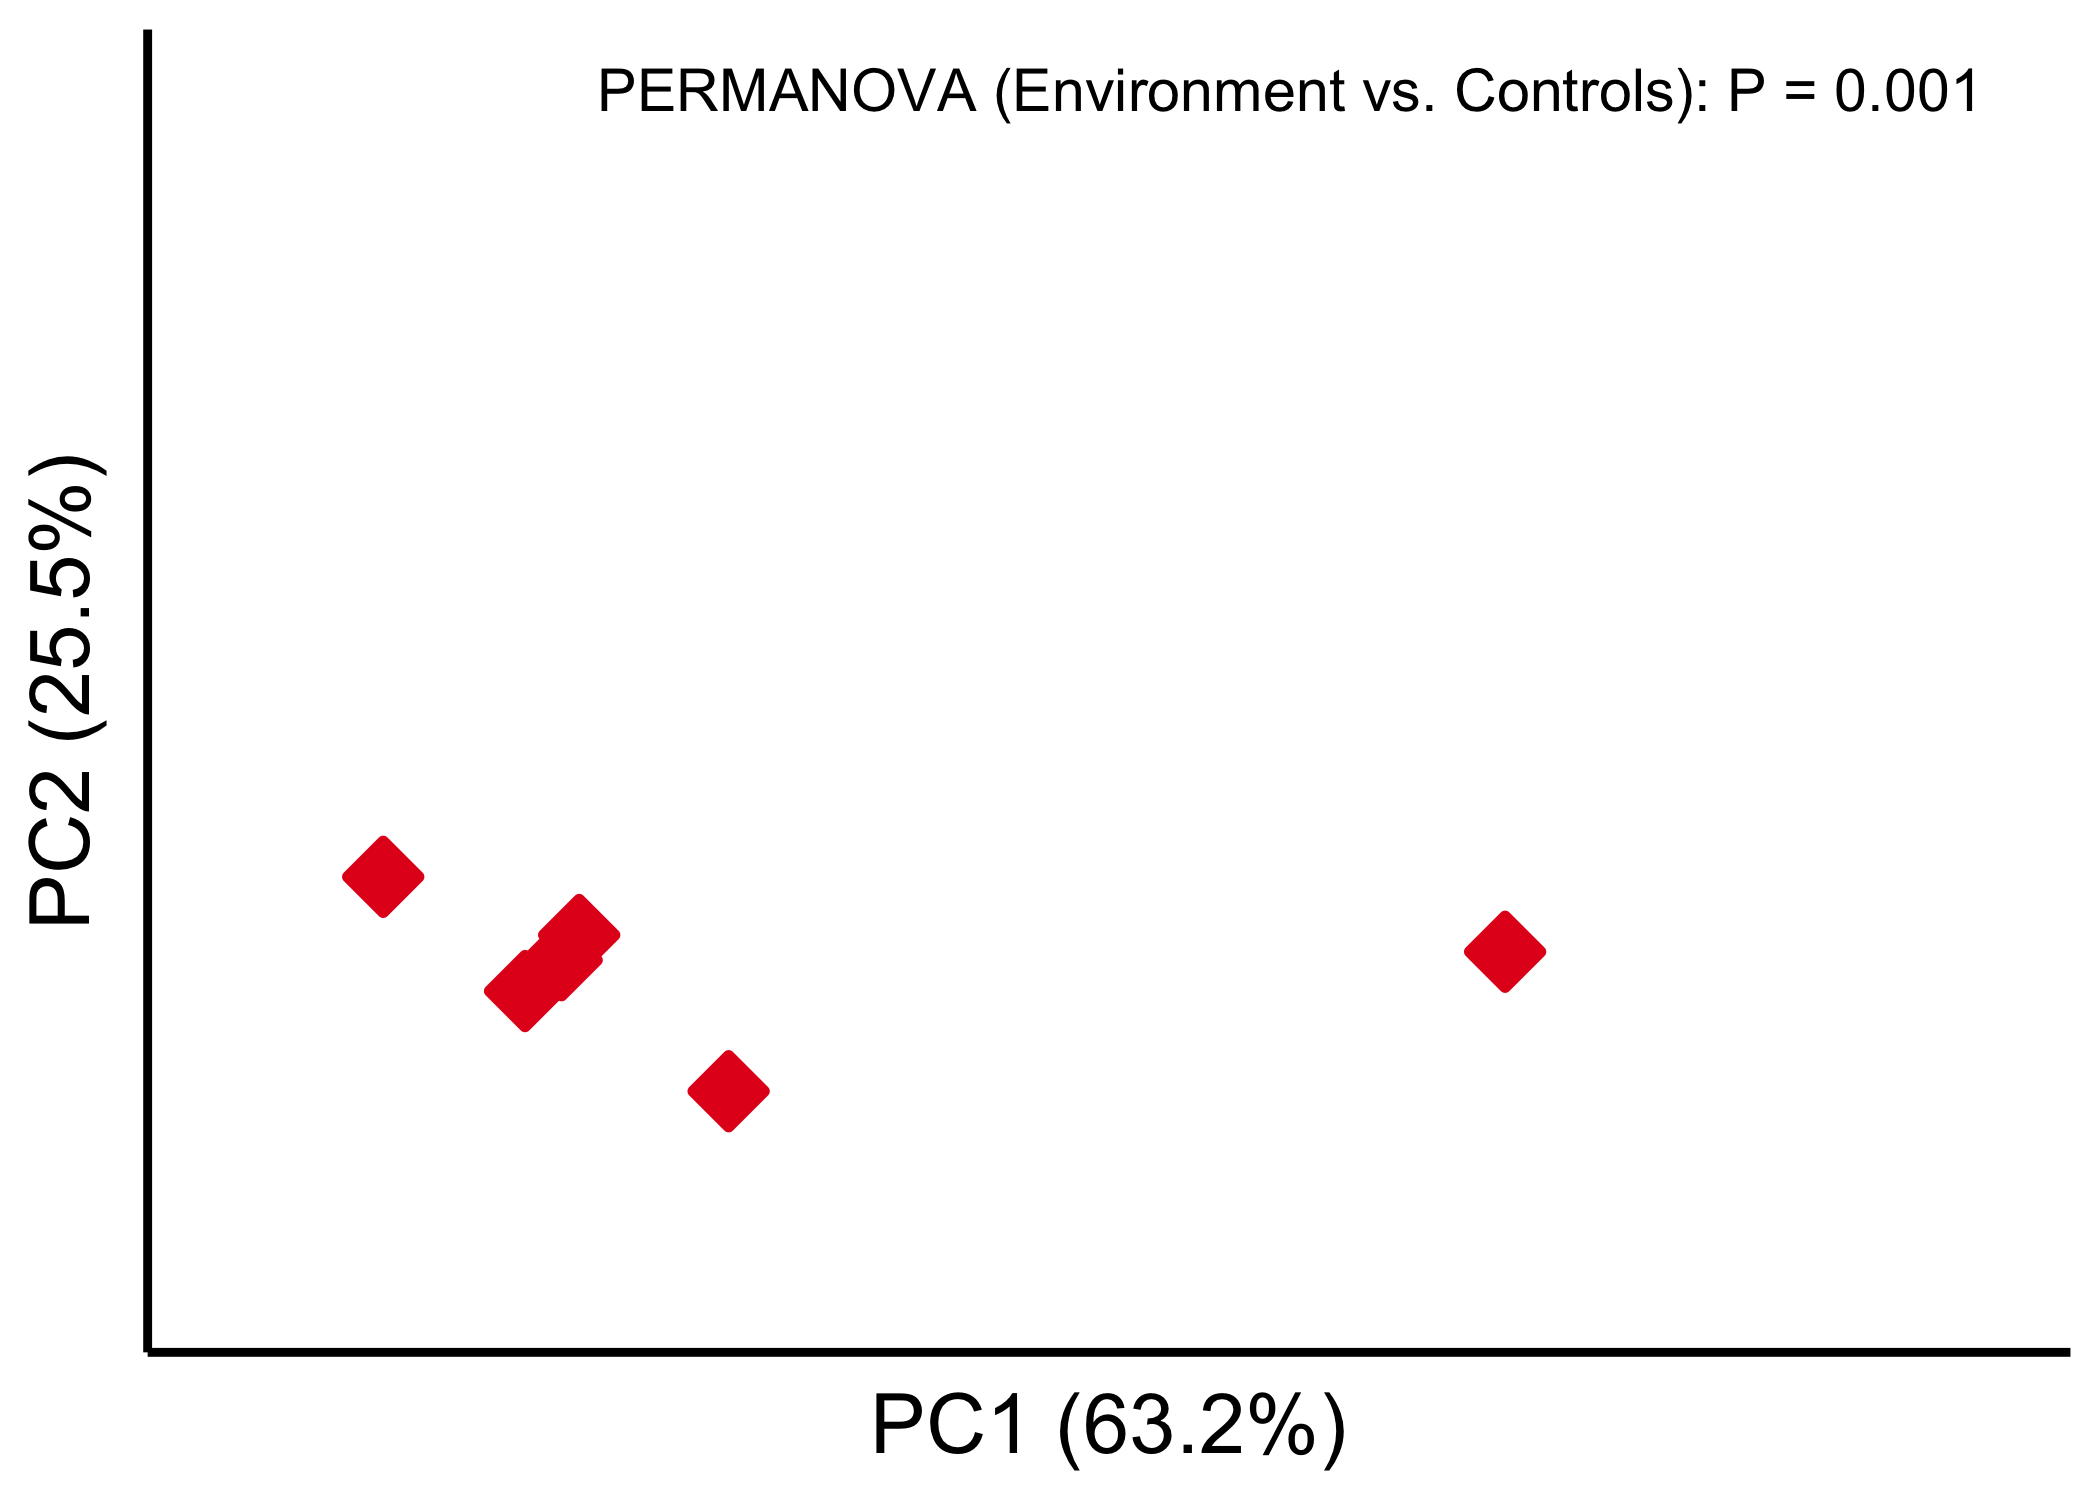 PERMANOVA (Environment vs. Controls): P = 0.001
PC2 (25.5%)
PC1 (63.2%)